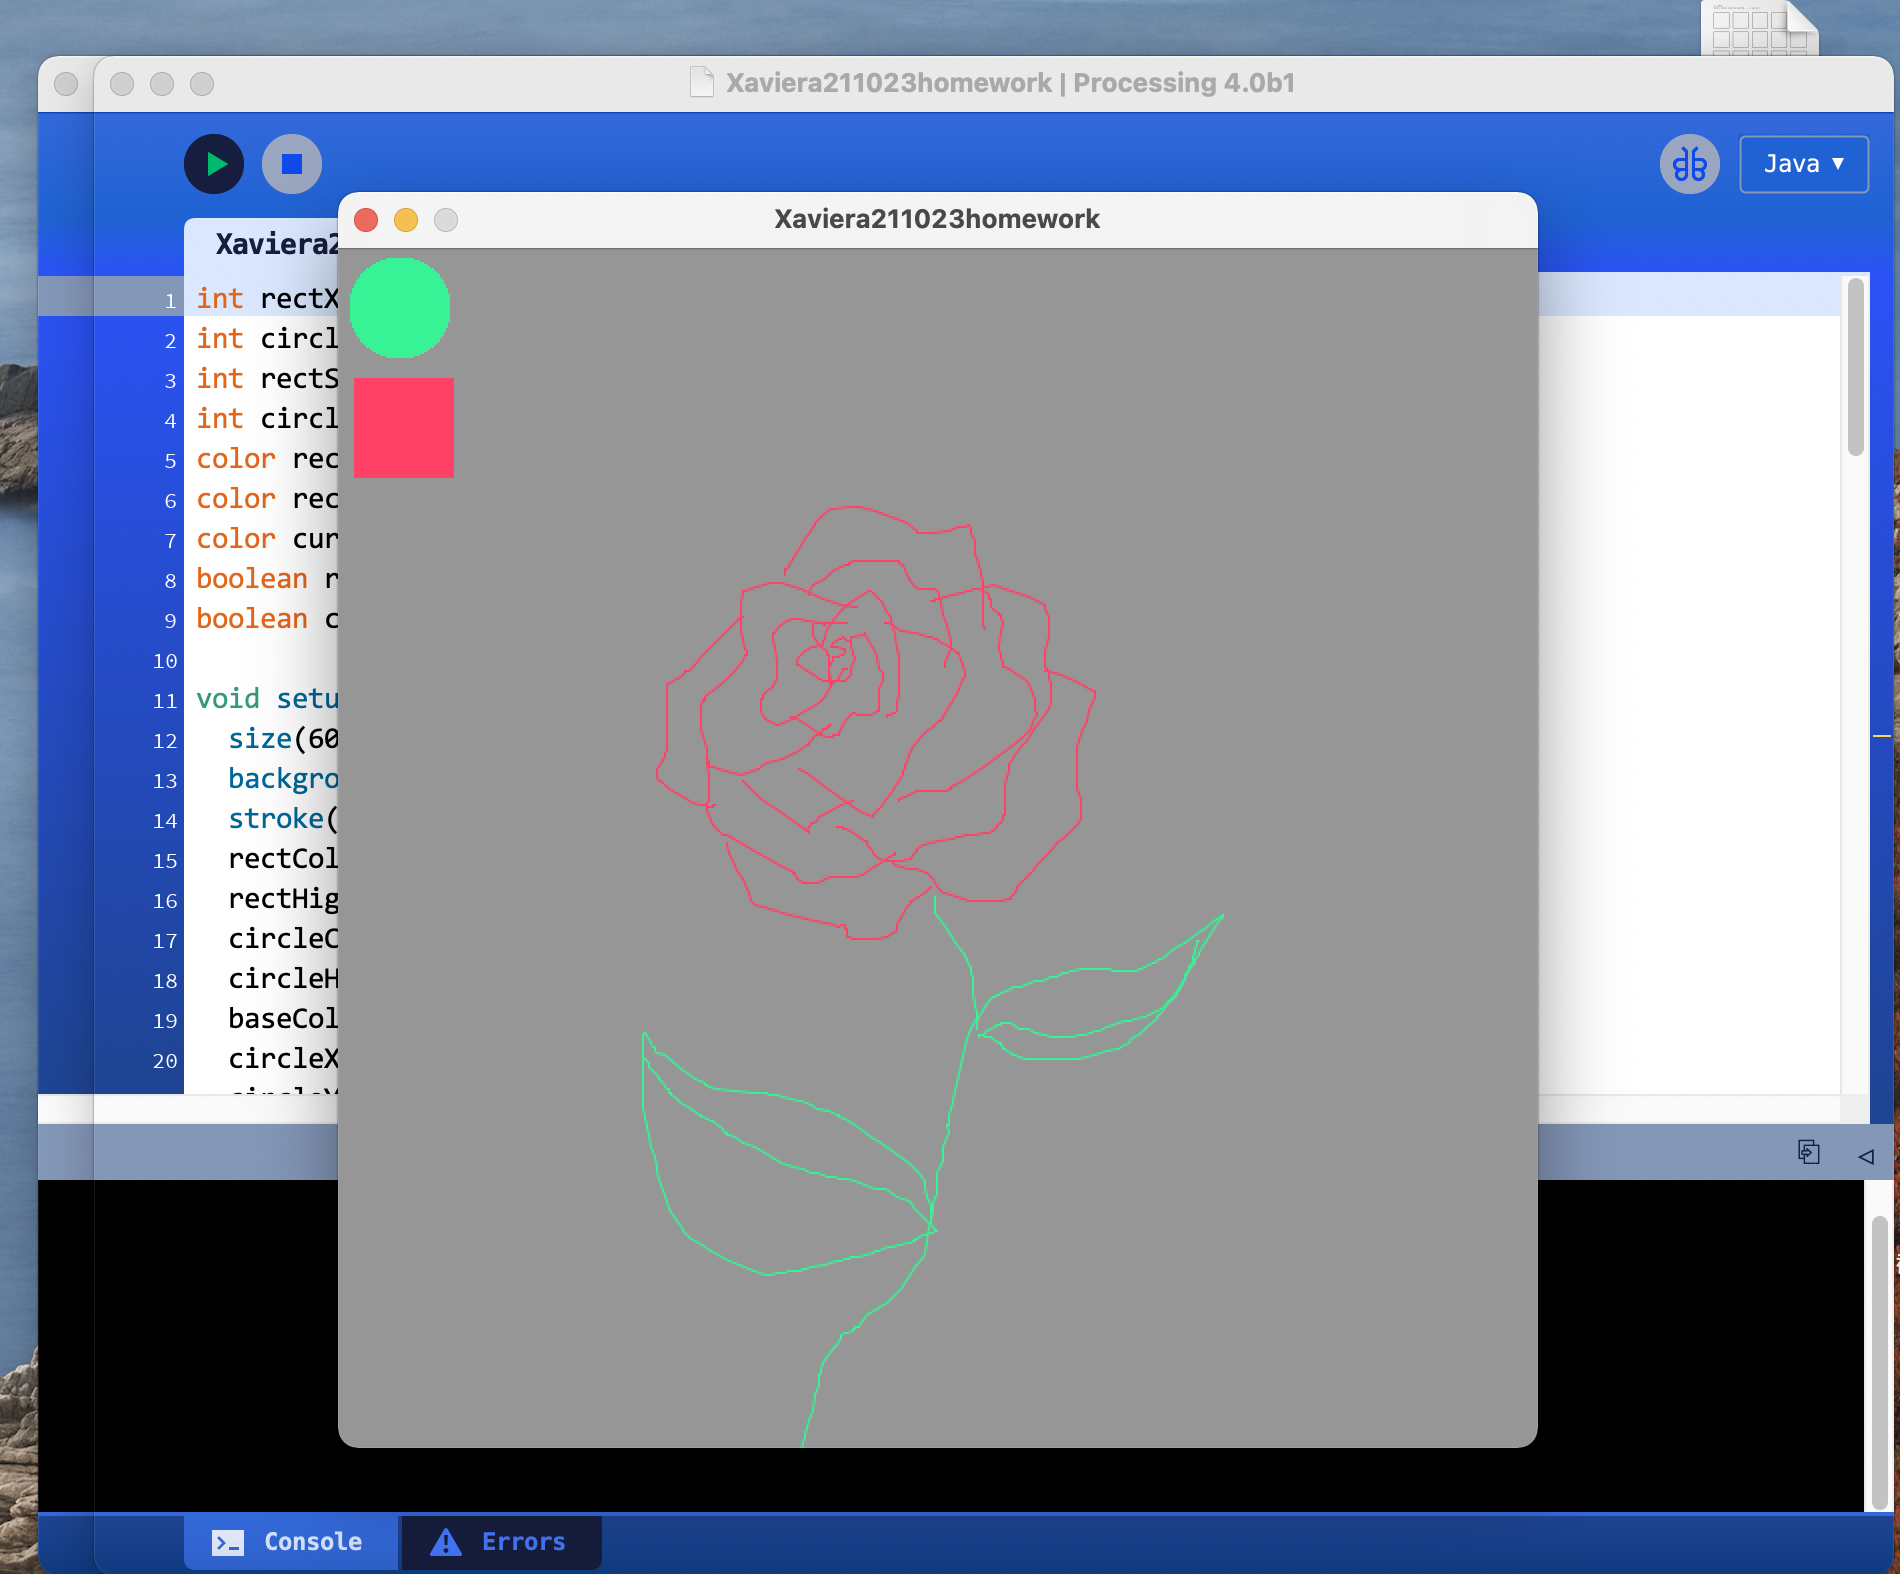 Xaviera211023homework | Processing 4.0b1
Java
Xaviera211023homework
Xaviera2
1 int rectX
2 int circl
3 int rectS
4 int circl
5 color rec
6 color rec
7 color cur
8 boolean r
9 boolean c
10
11 void setu
12 size(60
13 backgro
14 stroke(
15 rectCol
16 rectHig
17 circleC
18 circleH
19 baseCol
20 circleX
Console
Errors